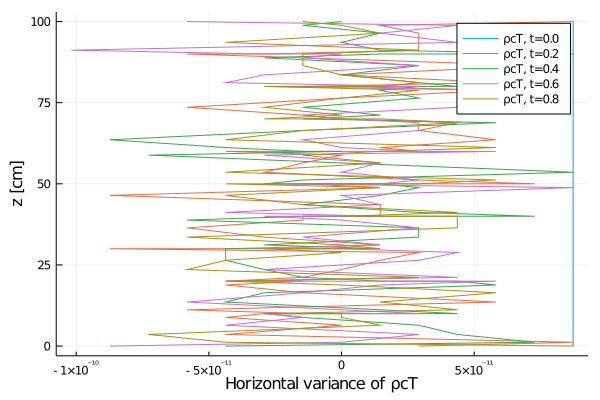 100
75
50
25
0
z [cm]
ρcT, t=0.0
ρcT, t=0.2
ρcT, t=0.4
ρcT, t=0.6
ρcT, t=0.8
- 1×10⁻¹⁰
- 5×10⁻¹¹
0
5×10⁻¹¹
Horizontal variance of ρcT